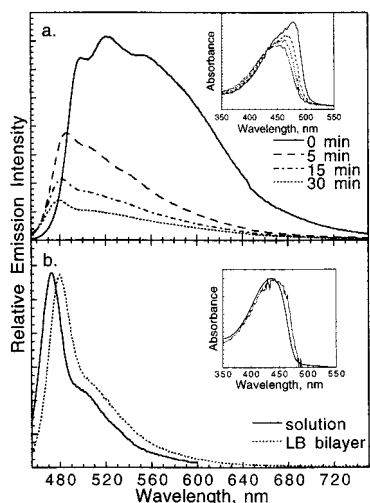 a.
Absorbance
350 400 450 500 550
Wavelength, nm
0 min
5 min
15 min
30 min
Relative Emission Intensity
b.
Absorbance
350 400 450 500 550
Wavelength, nm
solution
LB bilayer
480 520 560 600 640 680 720
Wavelength, nm